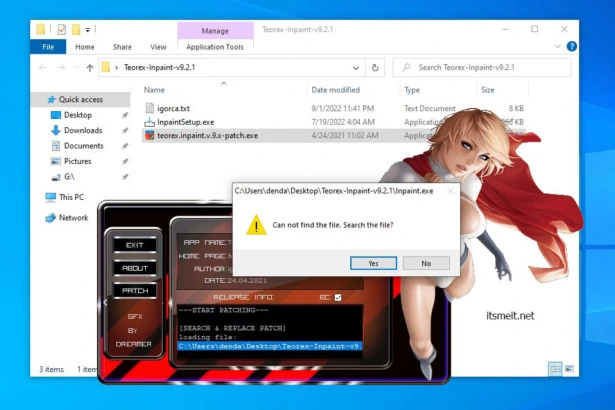 Manage
Teorex-Inpaint-v9.2.1
File
Home
Share
View
Application Tools
Teorex-Inpaint-v9.2.1
Search Teorex-Inpaint-v9.2.1
Name
Date modified
Type
Size
Quick access
Desktop
Downloads
Documents
Pictures
G:\
This PC
Network
igorca.txt
9/1/2022 11:41 PM
Text Document
8 KB
InpaintSetup.exe
7/19/2022 4:04 AM
teorex.inpaint.v.9.x-patch.exe
4/24/2021 11:02 AM
C:\Users\denda\Desktop\Teorex-Inpaint-v9.2.1\Inpaint.exe
Can not find the file. Search the file?
Yes
No
EXIT
ABOUT
PATCH
GFX
BY
DREAMER
APP NAME:
HOME PAGE:
AUTHOR:
DATE: 24.04.2021
RELEASE INFO:
---START PATCHING---
[SEARCH & REPLACE PATCH]
loading file:
C:\Users\denda\Desktop\Teorex-Inpaint-v9.
itsmeit.net
3 items